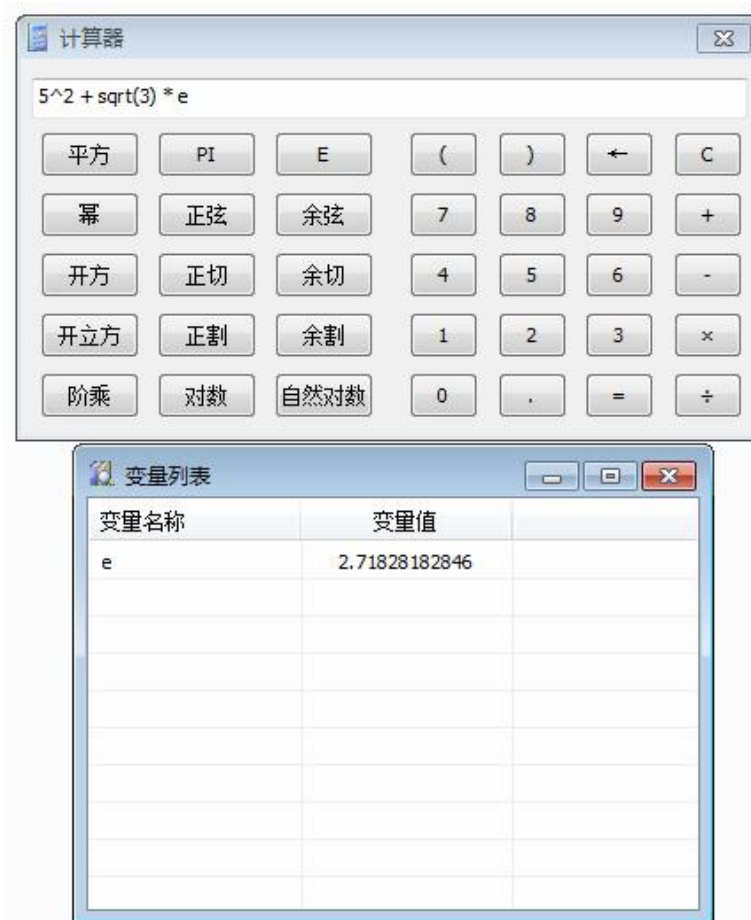 计算器
5^2 + sqrt(3) * e
平方 PI E ( ) ← C
幂 正弦 余弦 7 8 9 +
开方 正切 余切 4 5 6 -
开立方 正割 余割 1 2 3 ×
阶乘 对数 自然对数 0 . = ÷
变量列表
变量名称 变量值
e 2.71828182846